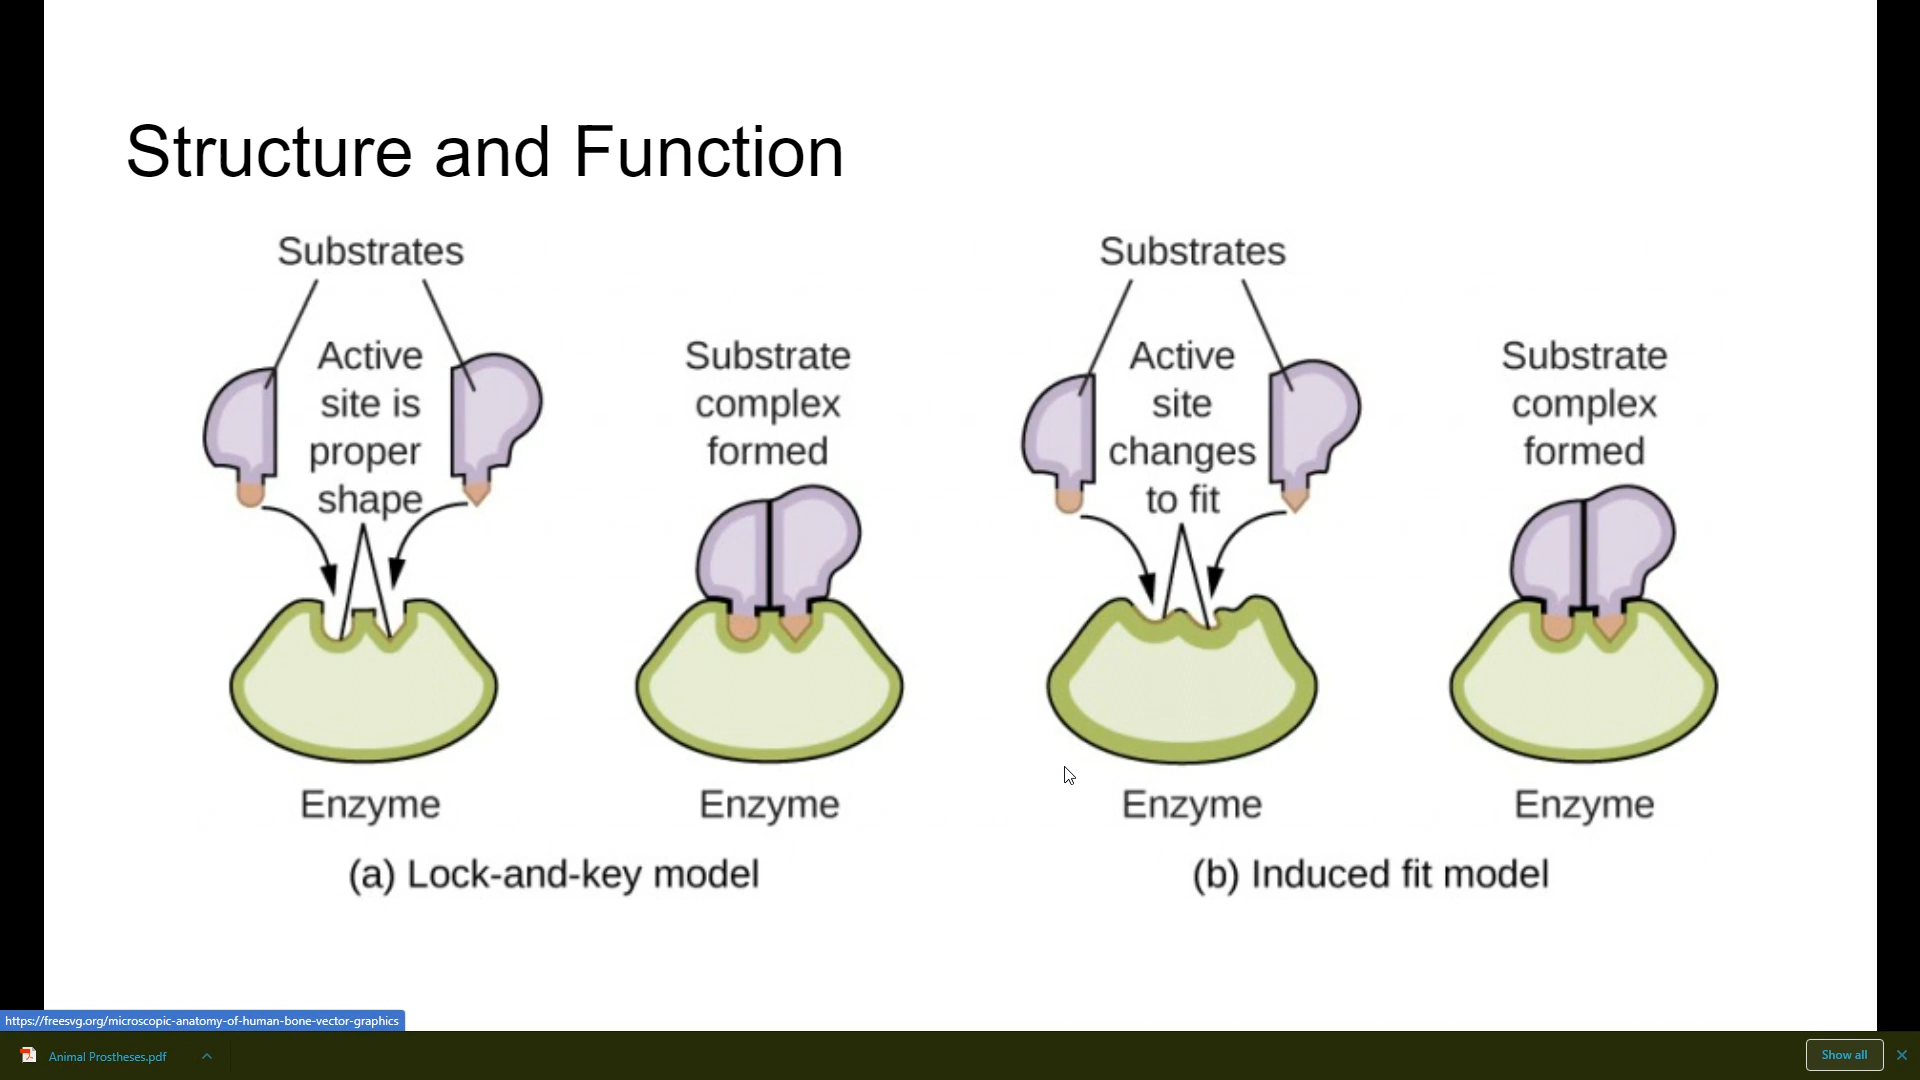 Structure and Function
Substrates
Active
site is
proper
shape
Substrate
complex
formed
Enzyme
Enzyme
(a) Lock-and-key model
Substrates
Active
site
changes
to fit
Substrate
complex
formed
Enzyme
Enzyme
(b) Induced fit model
https://freesvg.org/microscopic-anatomy-of-human-bone-vector-graphics
Animal Prostheses.pdf
Show all